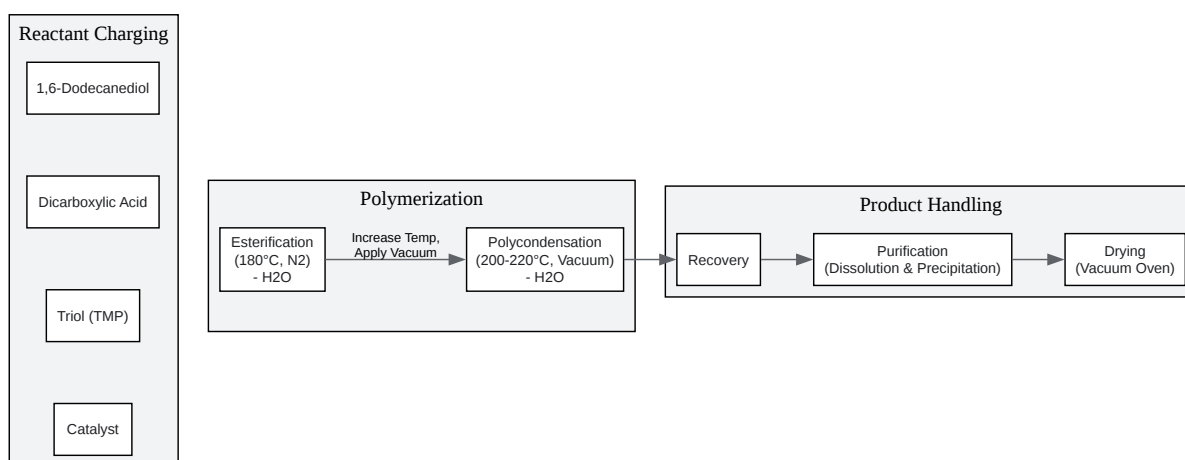 Reactant Charging
1,6-Dodecanediol
Dicarboxylic Acid
Triol (TMP)
Catalyst
Polymerization
Esterification
(180°C, N2)
- H2O
Increase Temp,
Apply Vacuum
Polycondensation
(200-220°C, Vacuum)
- H2O
Product Handling
Recovery
Purification
(Dissolution & Precipitation)
Drying
(Vacuum Oven)